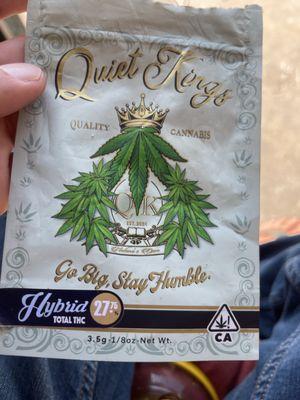 Quiet Kings
QUALITY CANNABIS
QK
Go Big, Stay Humble.
Hybrid
TOTAL THC
3.5g-1/8oz-Net Wt.
CA